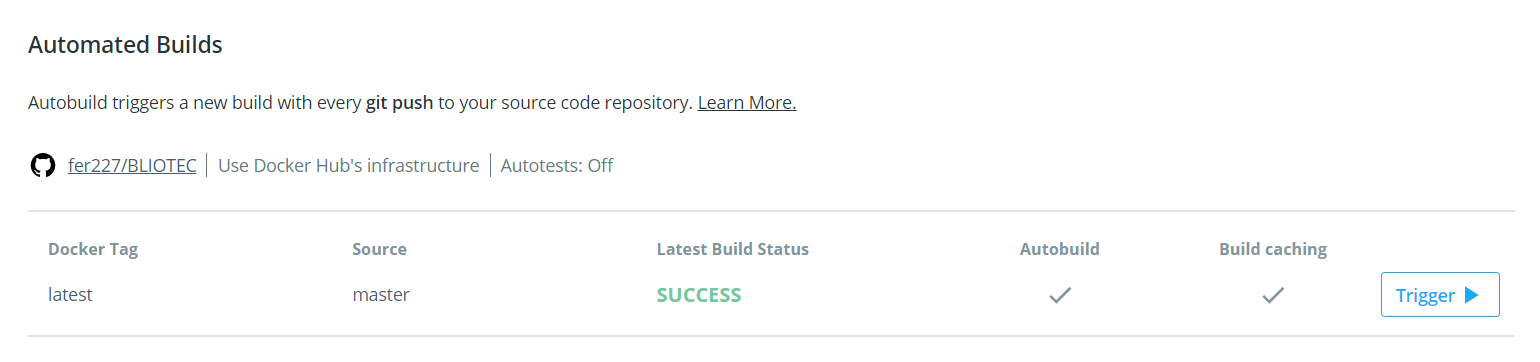 Automated Builds
Autobuild triggers a new build with every git push to your source code repository. Learn More.
fer227/BLIOTEC Use Docker Hub's infrastructure Autotests: Off
Docker Tag Source Latest Build Status Autobuild Build caching
latest master SUCCESS Trigger